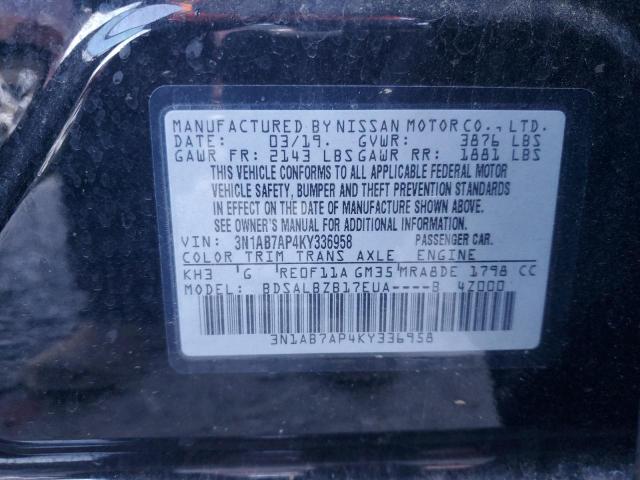 MANUFACTURED BY NISSAN MOTOR CO., LTD.
DATE: 03/19. GVWR: 3876 LBS
GAWR FR: 2143 LBS GAWR RR: 1881 LBS
THIS VEHICLE CONFORMS TO ALL APPLICABLE FEDERAL MOTOR
VEHICLE SAFETY, BUMPER AND THEFT PREVENTION STANDARDS
IN EFFECT ON THE DATE OF MANUFACTURE SHOWN ABOVE.
SEE OWNER'S MANUAL FOR ADDITIONAL INFORMATION.
VIN: 3N1AB7AP4KY336958 PASSENGER CAR.
COLOR TRIM TRANS AXLE ENGINE
KH3 'G 'RE0F11A GM35'MRA8DE 1798 CC
MODEL: BDSALBZB17EUA----B 4Z000
3N1AB7AP4KY336958